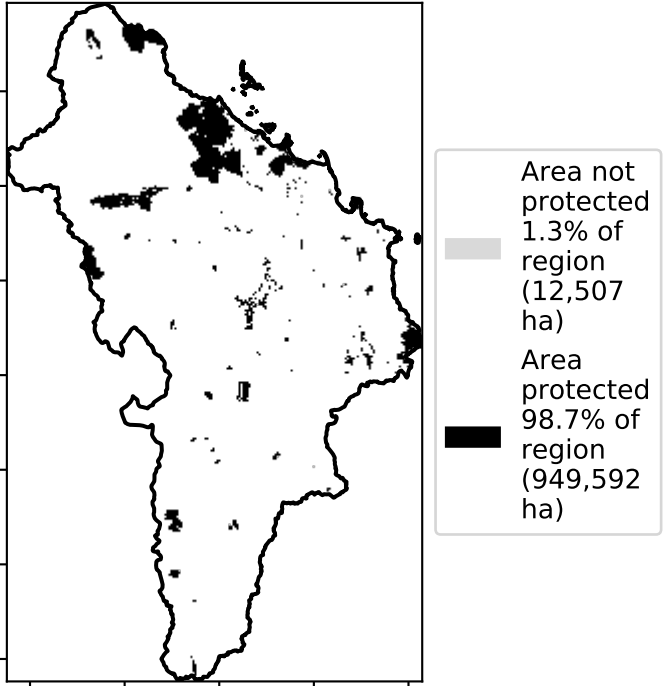 Area not
protected
1.3% of
region
(12,507
ha)
Area
protected
98.7% of
region
(949,592
ha)